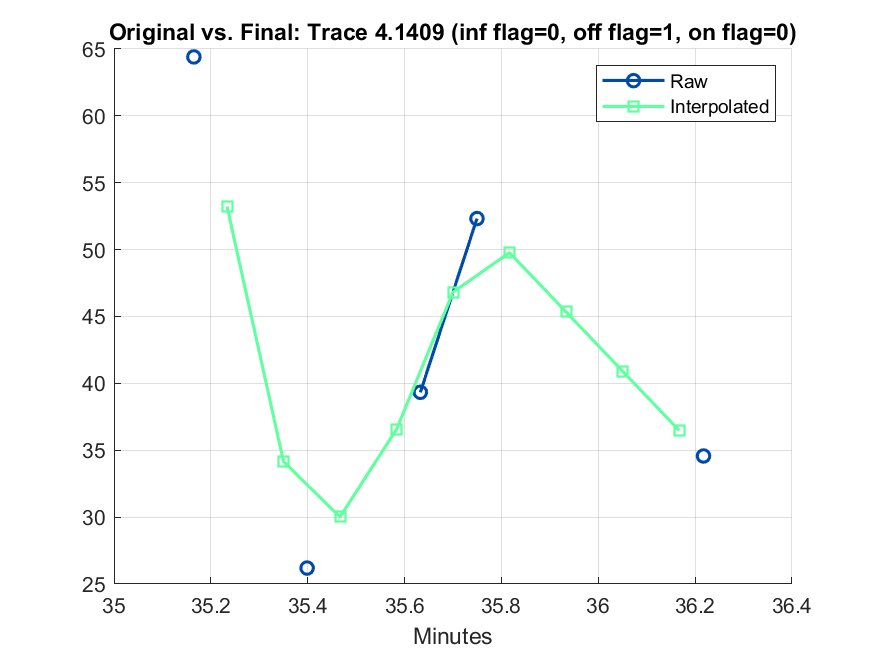 Original vs. Final: Trace 4.1409 (inf flag=0, off flag=1, on flag=0)
65
60
55
50
45
40
35
30
25
Raw
Interpolated
35 35.2 35.4 35.6 35.8 36 36.2 36.4
Minutes